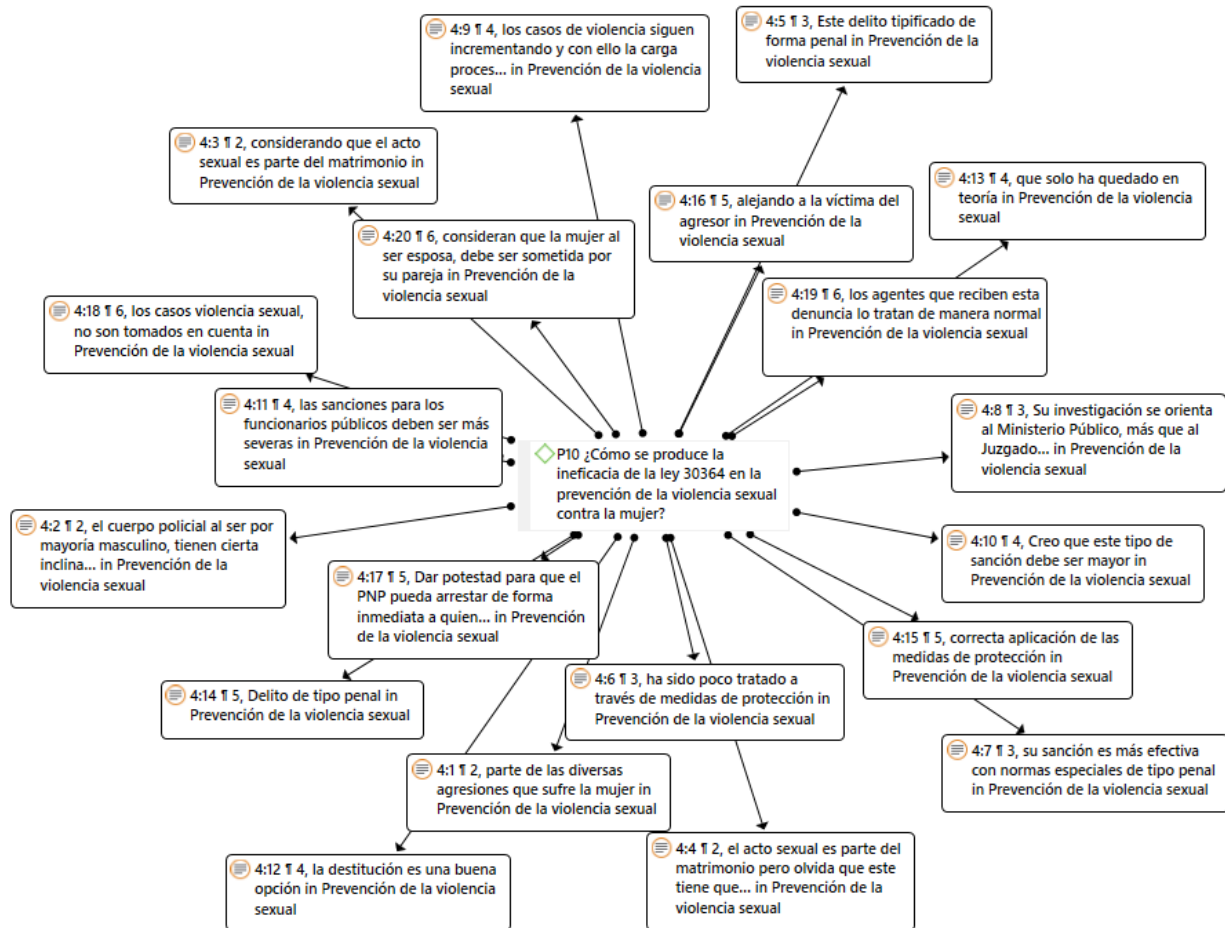 4:9 ¶ 4, los casos de violencia siguen
incrementando y con ello la carga
proces... in Prevención de la violencia
sexual
4:5 ¶ 3, Este delito tipificado de
forma penal in Prevención de la
violencia sexual
4:3 ¶ 2, considerando que el acto
sexual es parte del matrimonio in
Prevención de la violencia sexual
4:16 ¶ 5, alejando a la víctima del
agresor in Prevención de la
violencia sexual
4:13 ¶ 4, que solo ha quedado en
teoría in Prevención de la violencia
sexual
4:20 ¶ 6, consideran que la mujer al
ser esposa, debe ser sometida por
su pareja in Prevención de la
violencia sexual
4:19 ¶ 6, los agentes que reciben esta
denuncia lo tratan de manera normal
in Prevención de la violencia sexual
4:18 ¶ 6, los casos violencia sexual,
no son tomados en cuenta in
Prevención de la violencia sexual
4:11 ¶ 4, las sanciones para los
funcionarios públicos deben ser más
severas in Prevención de la violencia
sexual
4:8 ¶ 3, Su investigación se orienta
al Ministerio Público, más que al
Juzgado... in Prevención de la
violencia sexual
P10 ¿Cómo se produce la
ineficacia de la ley 30364 en la
prevención de la violencia sexual
contra la mujer?
4:2 ¶ 2, el cuerpo policial al ser por
mayoría masculino, tienen cierta
inclina... in Prevención de la
violencia sexual
4:10 ¶ 4, Creo que este tipo de
sanción debe ser mayor in
Prevención de la violencia sexual
4:17 ¶ 5, Dar potestad para que el
PNP pueda arrestar de forma
inmediata a quien... in Prevención
de la violencia sexual
4:15 ¶ 5, correcta aplicación de las
medidas de protección in
Prevención de la violencia sexual
4:14 ¶ 5, Delito de tipo penal in
Prevención de la violencia sexual
4:6 ¶ 3, ha sido poco tratado a
través de medidas de protección in
Prevención de la violencia sexual
4:7 ¶ 3, su sanción es más efectiva
con normas especiales de tipo penal
in Prevención de la violencia sexual
4:1 ¶ 2, parte de las diversas
agresiones que sufre la mujer in
Prevención de la violencia sexual
4:12 ¶ 4, la destitución es una buena
opción in Prevención de la violencia
sexual
4:4 ¶ 2, el acto sexual es parte del
matrimonio pero olvida que este
tiene que... in Prevención de la
violencia sexual